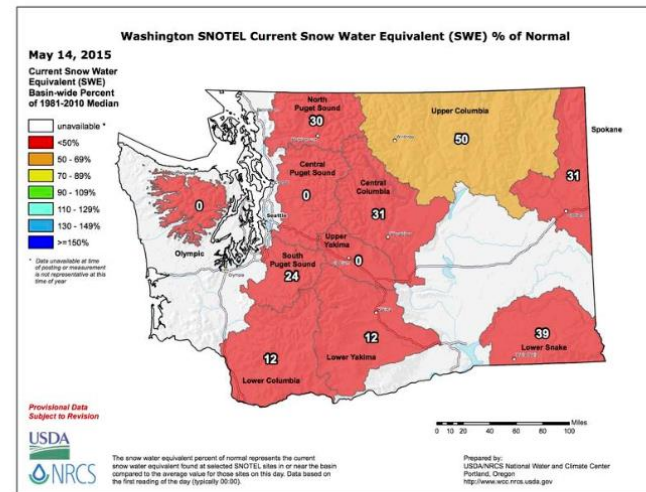 Washington SNOTEL Current Snow Water Equivalent (SWE) % of Normal
May 14, 2015
Current Snow Water
Equivalent (SWE)
Basin-wide Percent
of 1981-2010 Median
unavailable *
<50%
50 - 69%
70 - 89%
90 - 109%
110 - 129%
130 - 149%
>=150%
* Data unavailable at time
of posting or measurement
is not representative at this
time of year
North
Puget Sound
30
Upper Columbia
50
Spokane
31
Central
Puget Sound
0
Central
Columbia
31
0
Olympic
Seattle
Upper
Yakima
0
South
Puget Sound
24
12
Lower Columbia
12
Lower Yakima
39
Lower Snake
Provisional Data
Subject to Revision
USDA
NRCS
Miles
0 10 20 40 60 80 100
The snow water equivalent percent of normal represents the current
snow water equivalent found at selected SNOTEL sites in or near the basin
compared to the average value for those sites on this day. Data based on
the first reading of the day (typically 00:00).
Prepared by:
USDA/NRCS National Water and Climate Center
Portland, Oregon
http://www.wcc.nrcs.usda.gov